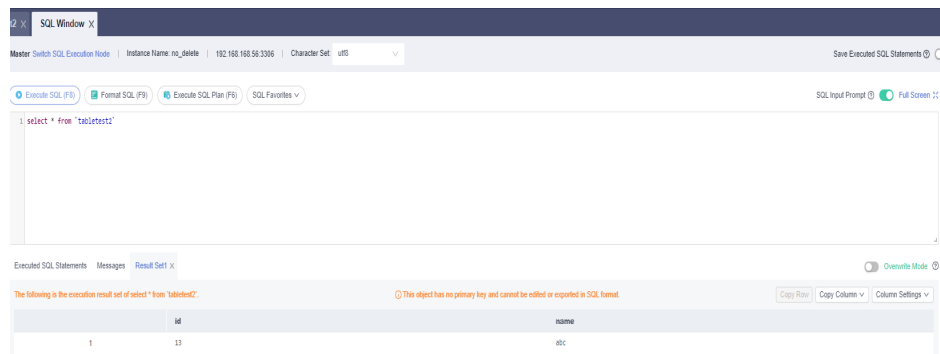 t2 X SQL Window X
Master Switch SQL Execution Node | Instance Name: no_delete | 192.168.168.56:3306 | Character Set: utf8 Save Executed SQL Statements
Execute SQL (F8) Format SQL (F9) Execute SQL Plan (F6) SQL Favorites SQL Input Prompt Full Screen
1 select * from `tabletest2`
Executed SQL Statements Messages Result Set1 X Overwrite Mode
The following is the execution result set of select * from 'tabletest2'. This object has no primary key and cannot be edited or exported in SQL format. Copy Row Copy Column Column Settings
id name
1 13 abc